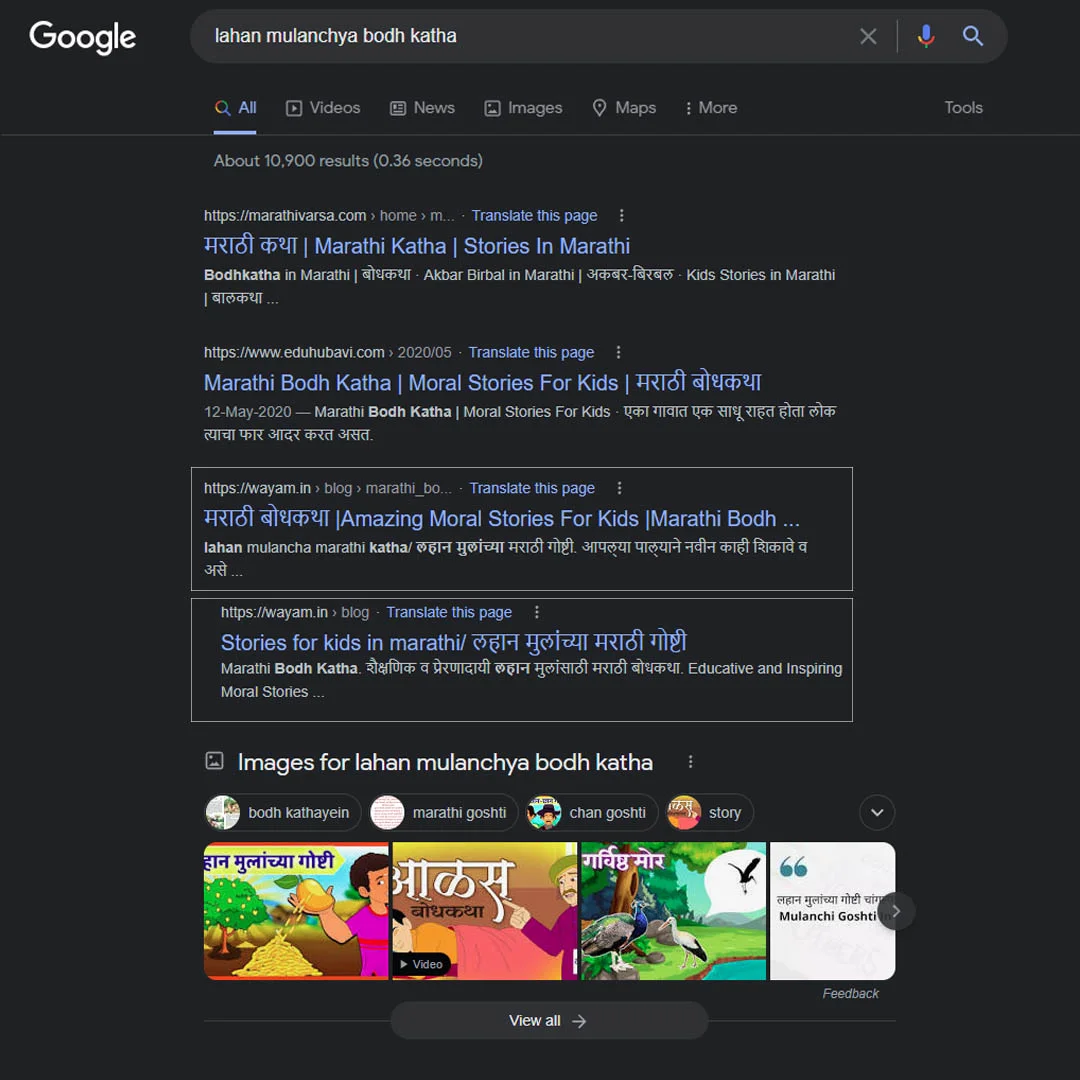 Google
lahan mulanchya bodh katha
All
Videos
News
Images
Maps
More
Tools
About 10,900 results (0.36 seconds)
https://marathivarsa.com › home › m... · Translate this page
मराठी कथा | Marathi Katha | Stories In Marathi
Bodhkatha in Marathi | बोधकथा · Akbar Birbal in Marathi | अकबर-बिरबल · Kids Stories in Marathi
| बालकथा ...
https://www.eduhubavi.com › 2020/05 · Translate this page
Marathi Bodh Katha | Moral Stories For Kids | मराठी बोधकथा
12-May-2020 — Marathi Bodh Katha | Moral Stories For Kids · एका गावात एक साधू राहत होता लोक
त्याचा फार आदर करत असत.
https://wayam.in › blog › marathi_bo... · Translate this page
मराठी बोधकथा |Amazing Moral Stories For Kids |Marathi Bodh ...
lahan mulancha marathi katha/ लहान मुलांच्या मराठी गोष्टी. आपल्या पाल्याने नवीन काही शिकावे व
असे ...
https://wayam.in › blog · Translate this page
Stories for kids in marathi/ लहान मुलांच्या मराठी गोष्टी
Marathi Bodh Katha. शैक्षणिक व प्रेरणादायी लहान मुलांसाठी मराठी बोधकथा. Educative and Inspiring
Moral Stories ...
Images for lahan mulanchya bodh katha
bodh kathayein
marathi goshti
chan goshti
story
हान मुलांच्या गोष्टी
आळस
बोधकथा
Video
गर्विष्ठ मोर
लहान मुलांच्या गोष्टी
Mulanchi Goshti
Feedback
View all